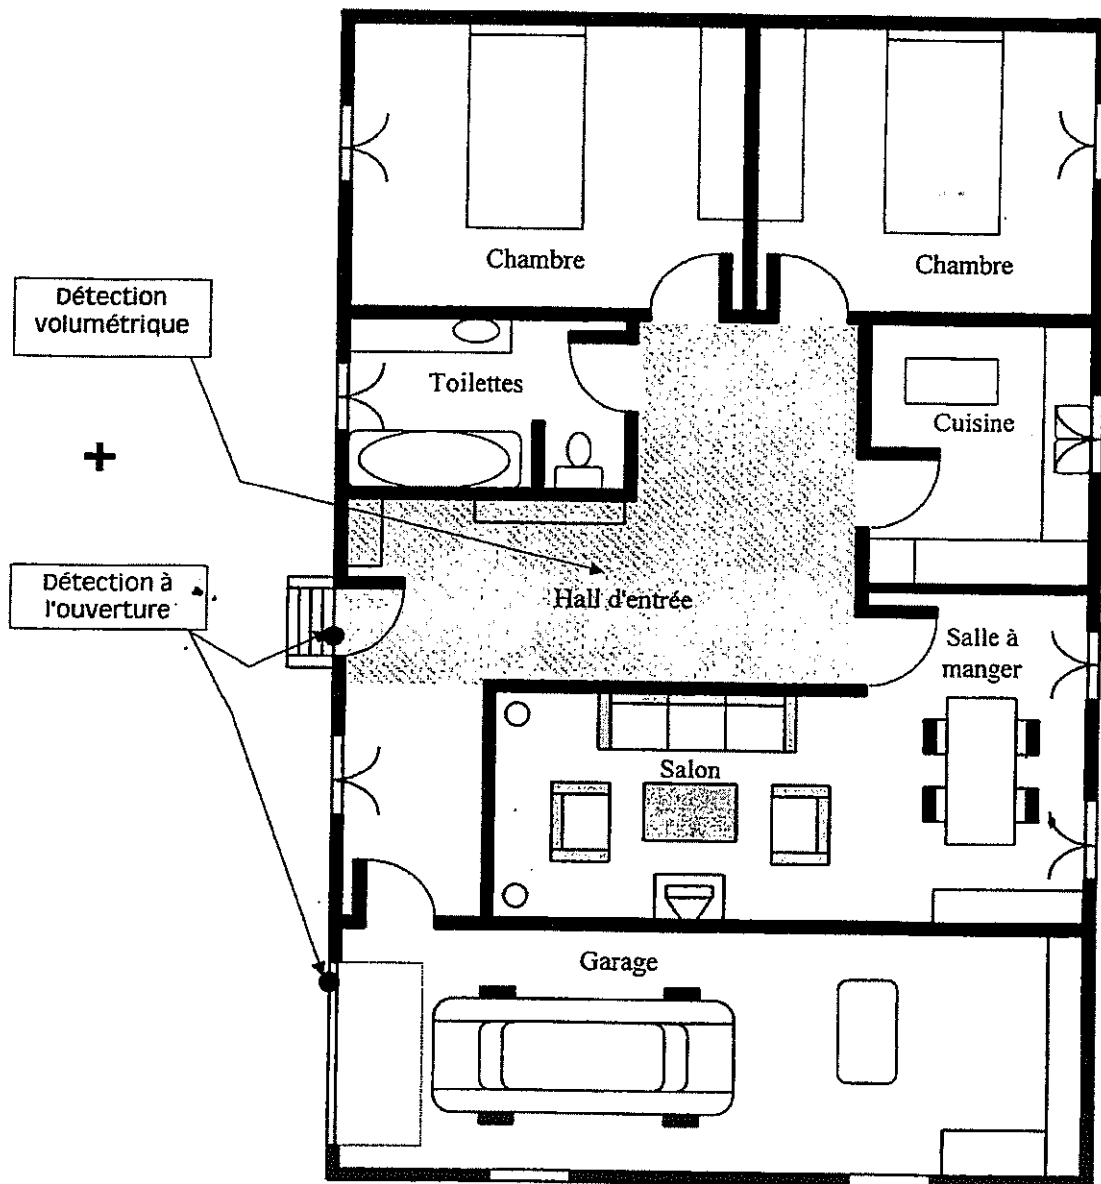 Chambre
Chambre
Détection
volumétrique
Toilettes
Cuisine
+
Détection à
l'ouverture
Hall d'entrée
Salle à
manger
Salon
Garage